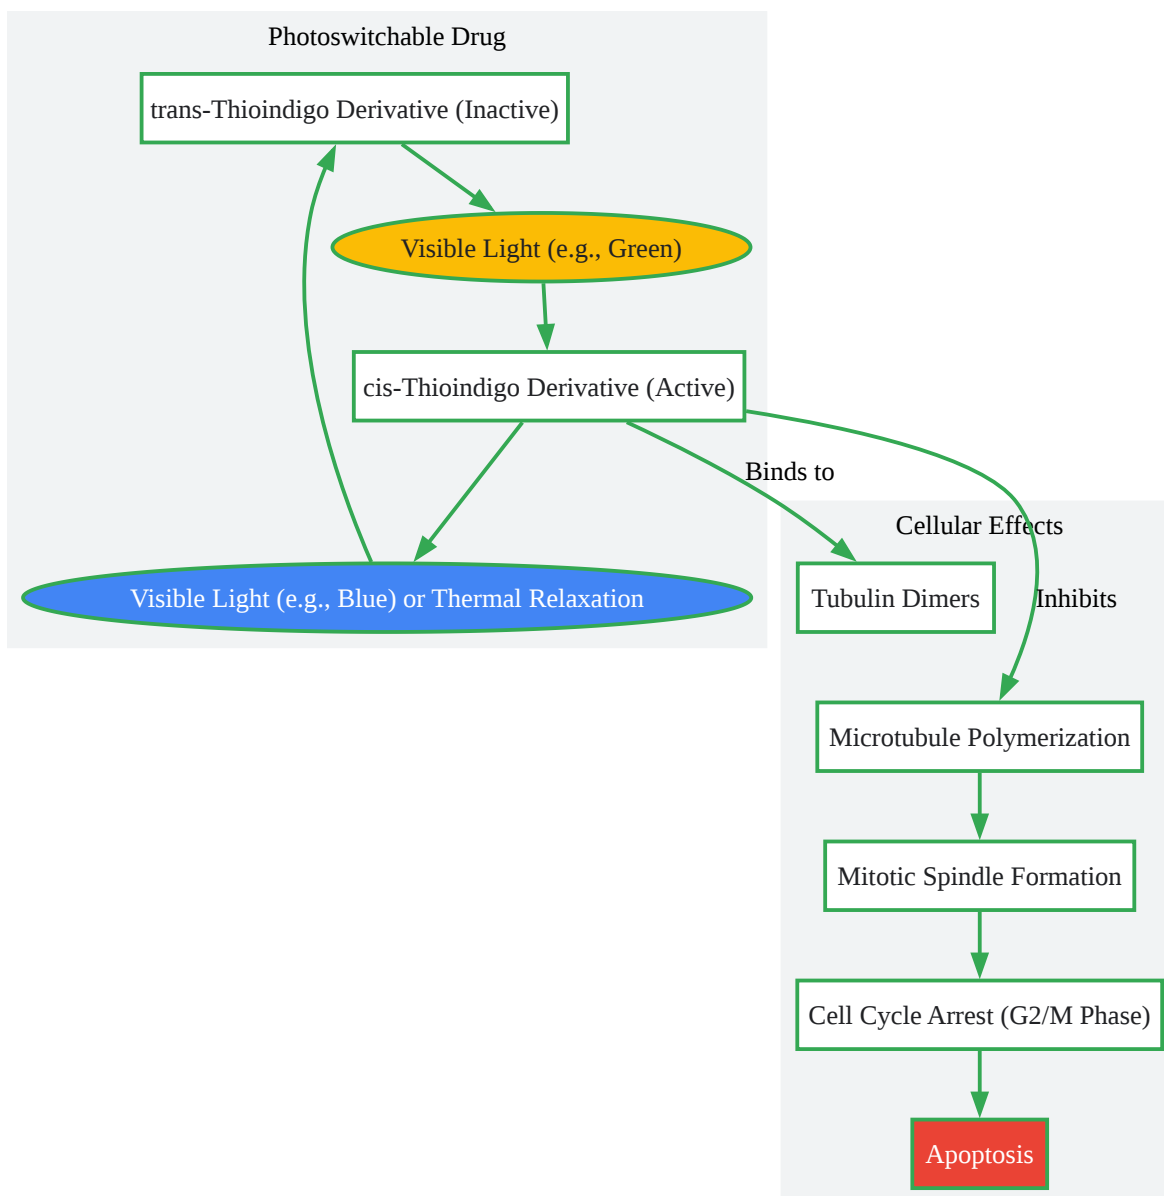 Photoswitchable Drug
trans-Thioindigo Derivative (Inactive)
Visible Light (e.g., Green)
cis-Thioindigo Derivative (Active)
Binds to
Cellular Effects
Visible Light (e.g., Blue) or Thermal Relaxation
Tubulin Dimers
Inhibits
Microtubule Polymerization
Mitotic Spindle Formation
Cell Cycle Arrest (G2/M Phase)
Apoptosis